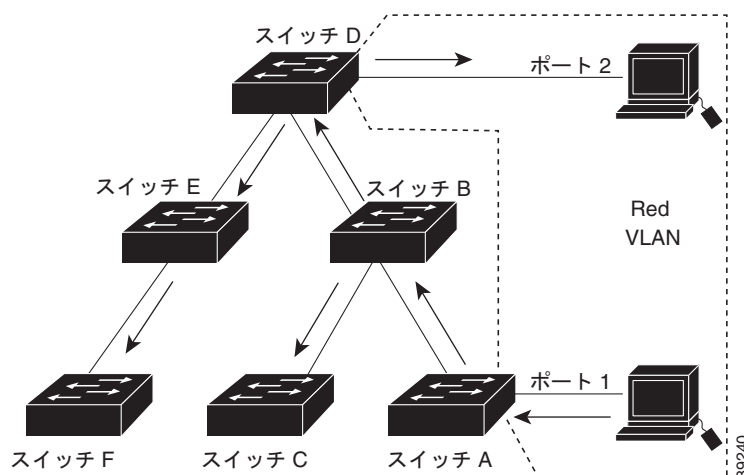 スイッチ D
ポート 2
スイッチ E
スイッチ B
Red
VLAN
ポート 1
スイッチ F
スイッチ C
スイッチ A